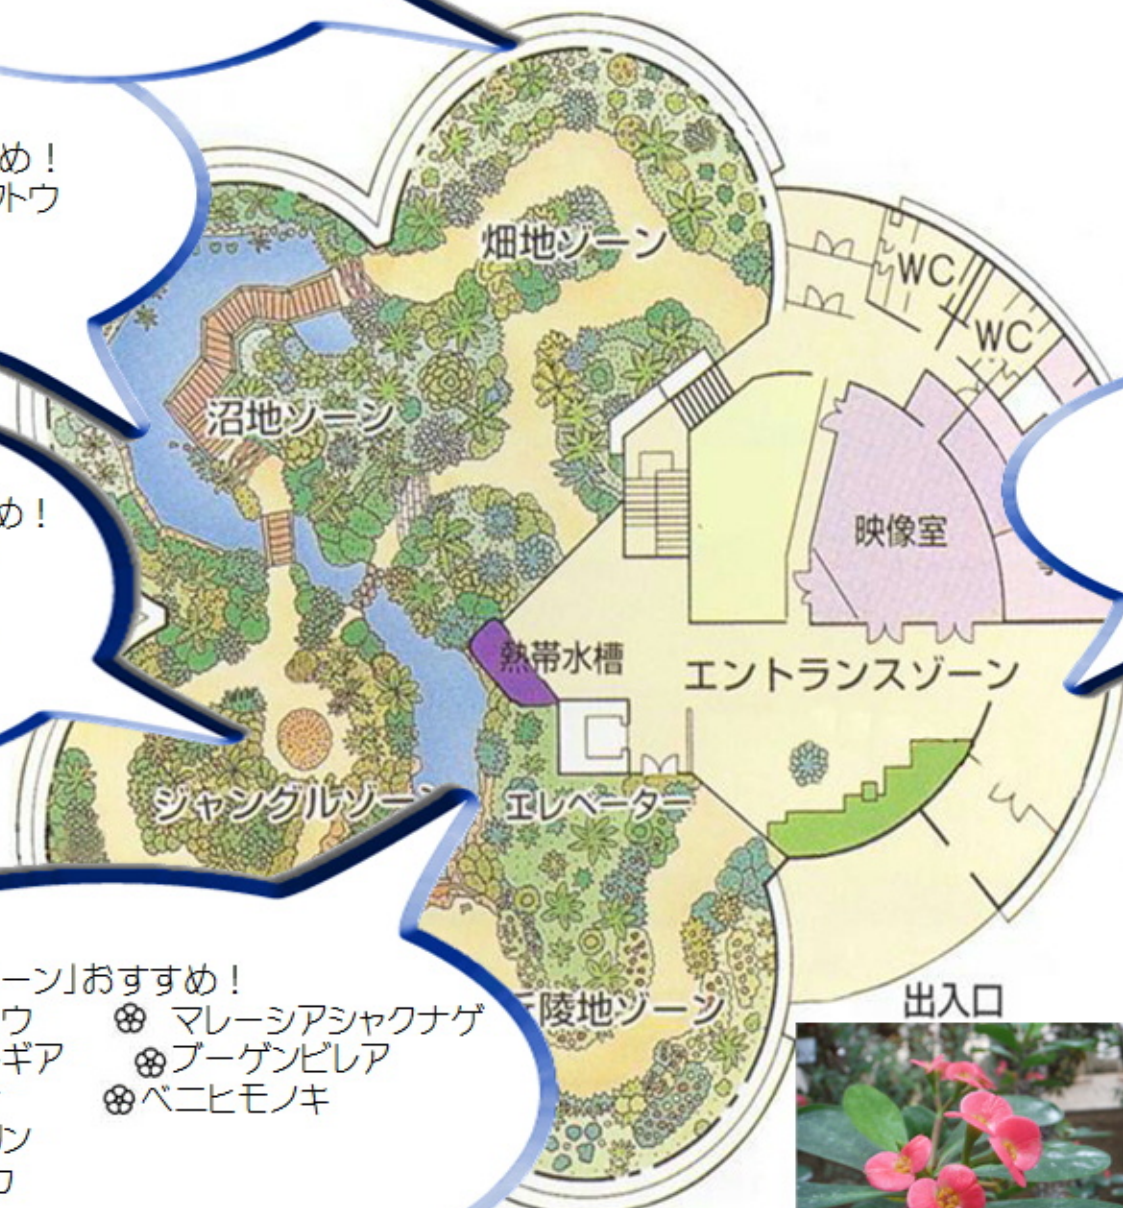 め！
クトウ
畑地ゾーン
WC
WC
沼地ゾーン
め！
映像室
熱帯水槽
エントランスゾーン
ジャングルゾーン
エレベーター
ーン」おすすめ！
ウ
マレーシアシャクナゲ
ギア
ブーゲンビレア
ベニヒモノキ
リン
カ
丘陵地ゾーン
出入口